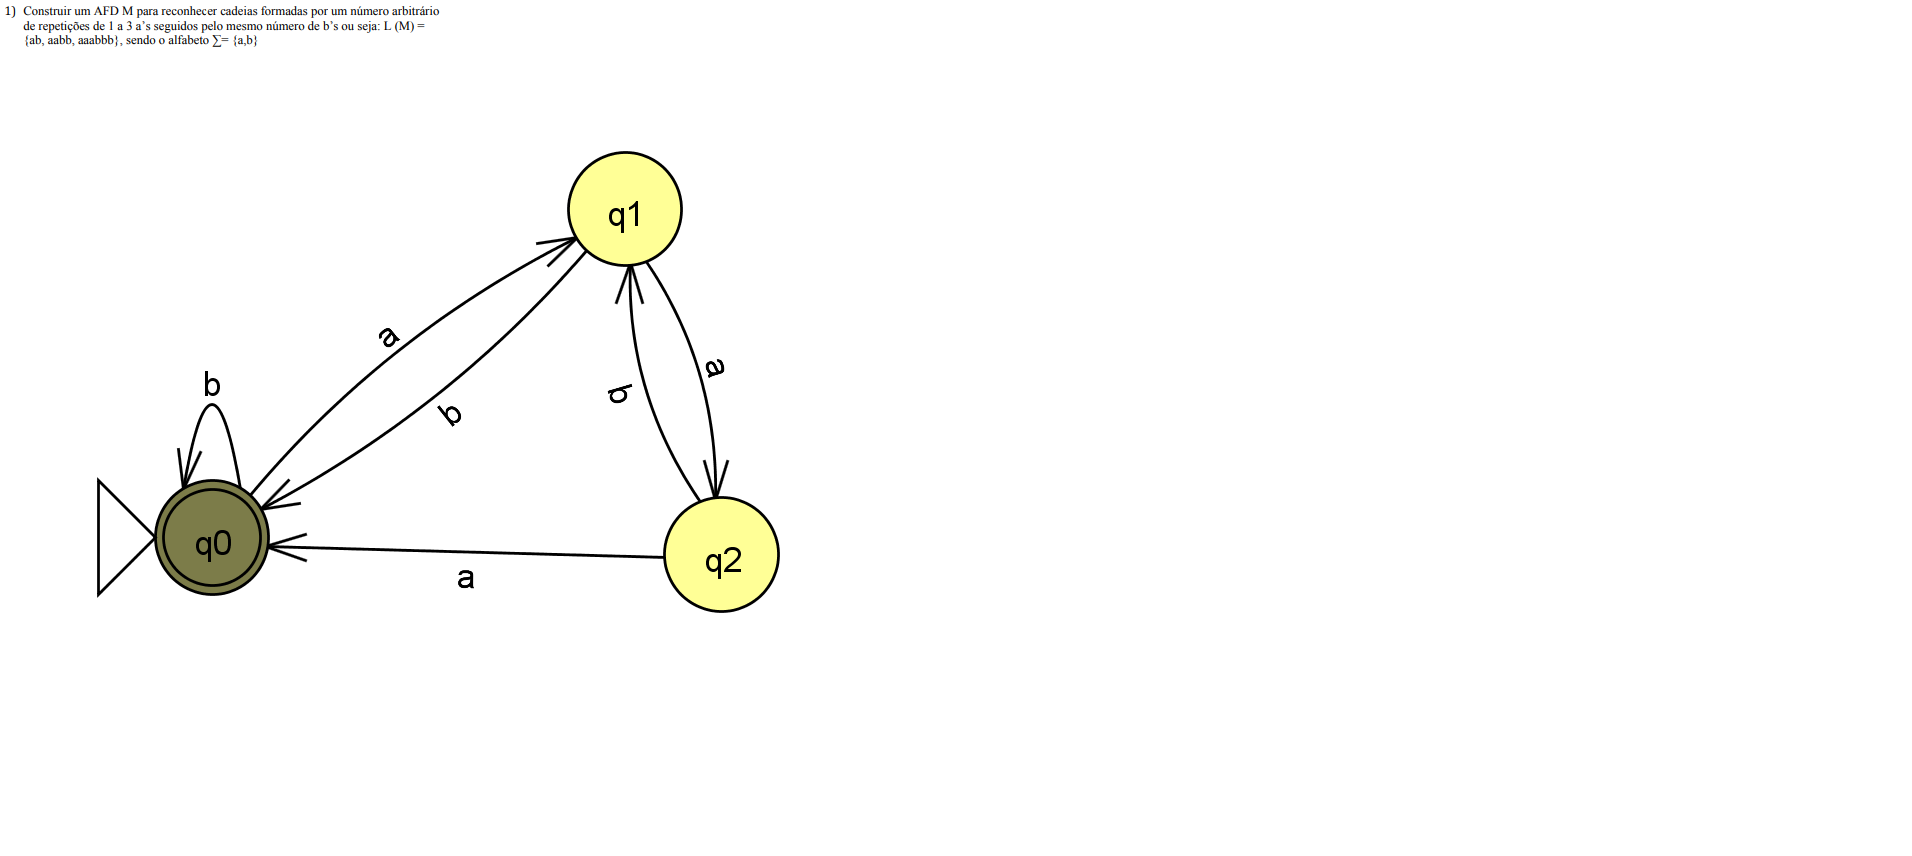 1) Construir um AFD M para reconhecer cadeias formadas por um número arbitrário
de repetições de 1 a 3 a's seguidos pelo mesmo número de b's ou seja: L (M) =
{ab, aabb, aaabbb}, sendo o alfabeto ∑= {a,b}
q1
a
a
b
b
b
q0
q2
a